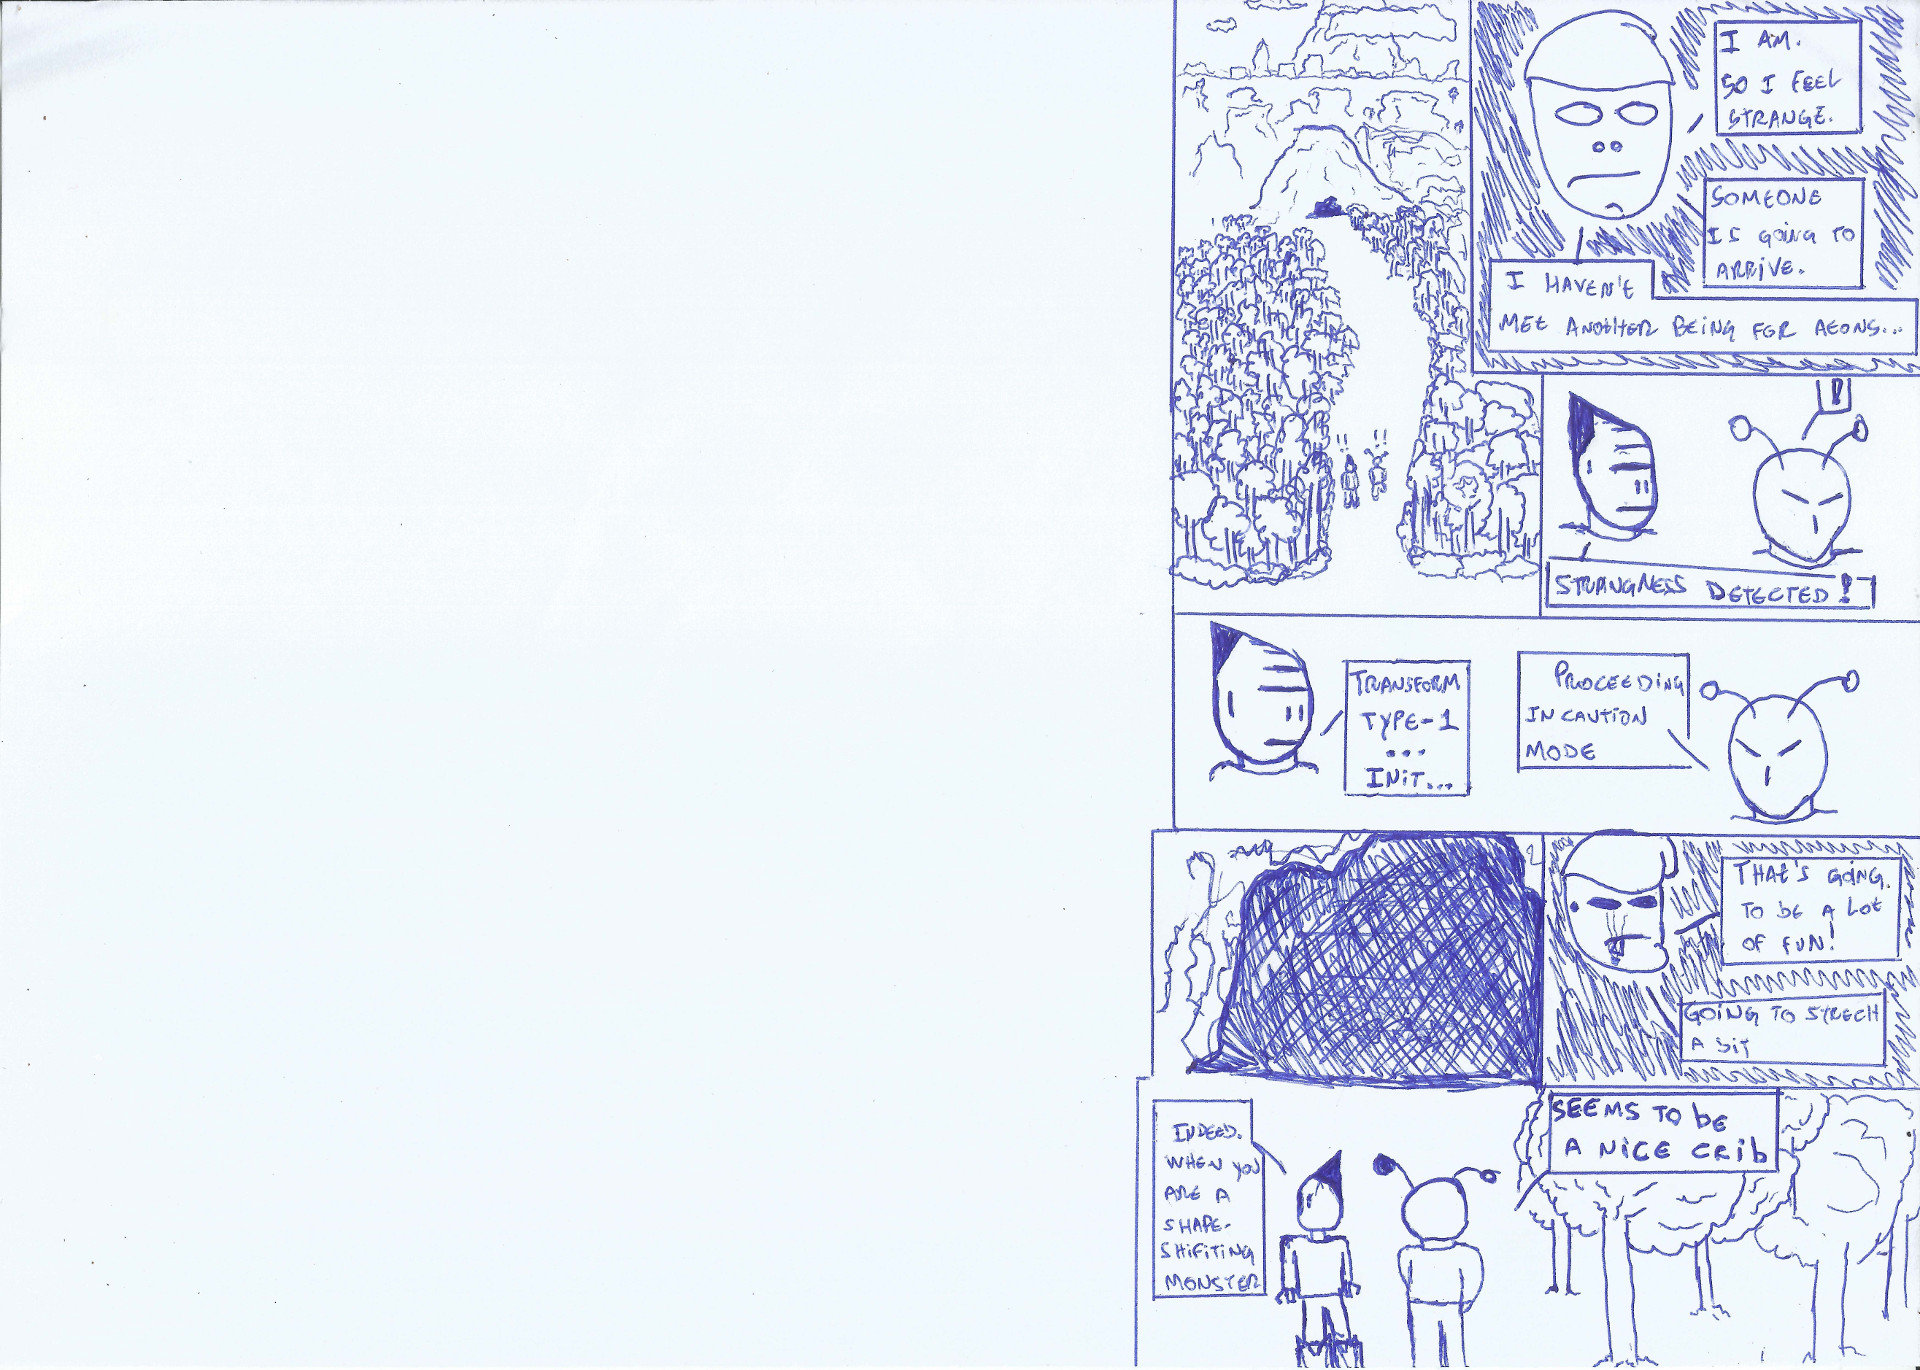 I AM.
SO I FEEL
STRANGE.
SOMEONE
IS GOING TO
ARRIVE.
I HAVEN'T
MET ANOTHER BEING FOR AEONS...
!!
!!
!
STRANGNESS DETECTED!
TRANSFORM
TYPE-1
...
INIT...
PROCEEDING
IN CAUTION
MODE
THAT'S GOING.
TO BE A LOT
OF FUN!
GOING TO STRECH
A BIT
SEEMS TO BE
A NICE CRIB
INDEED.
WHEN YOU
ARE A
SHAPE-
SHIFITING
MONSTER